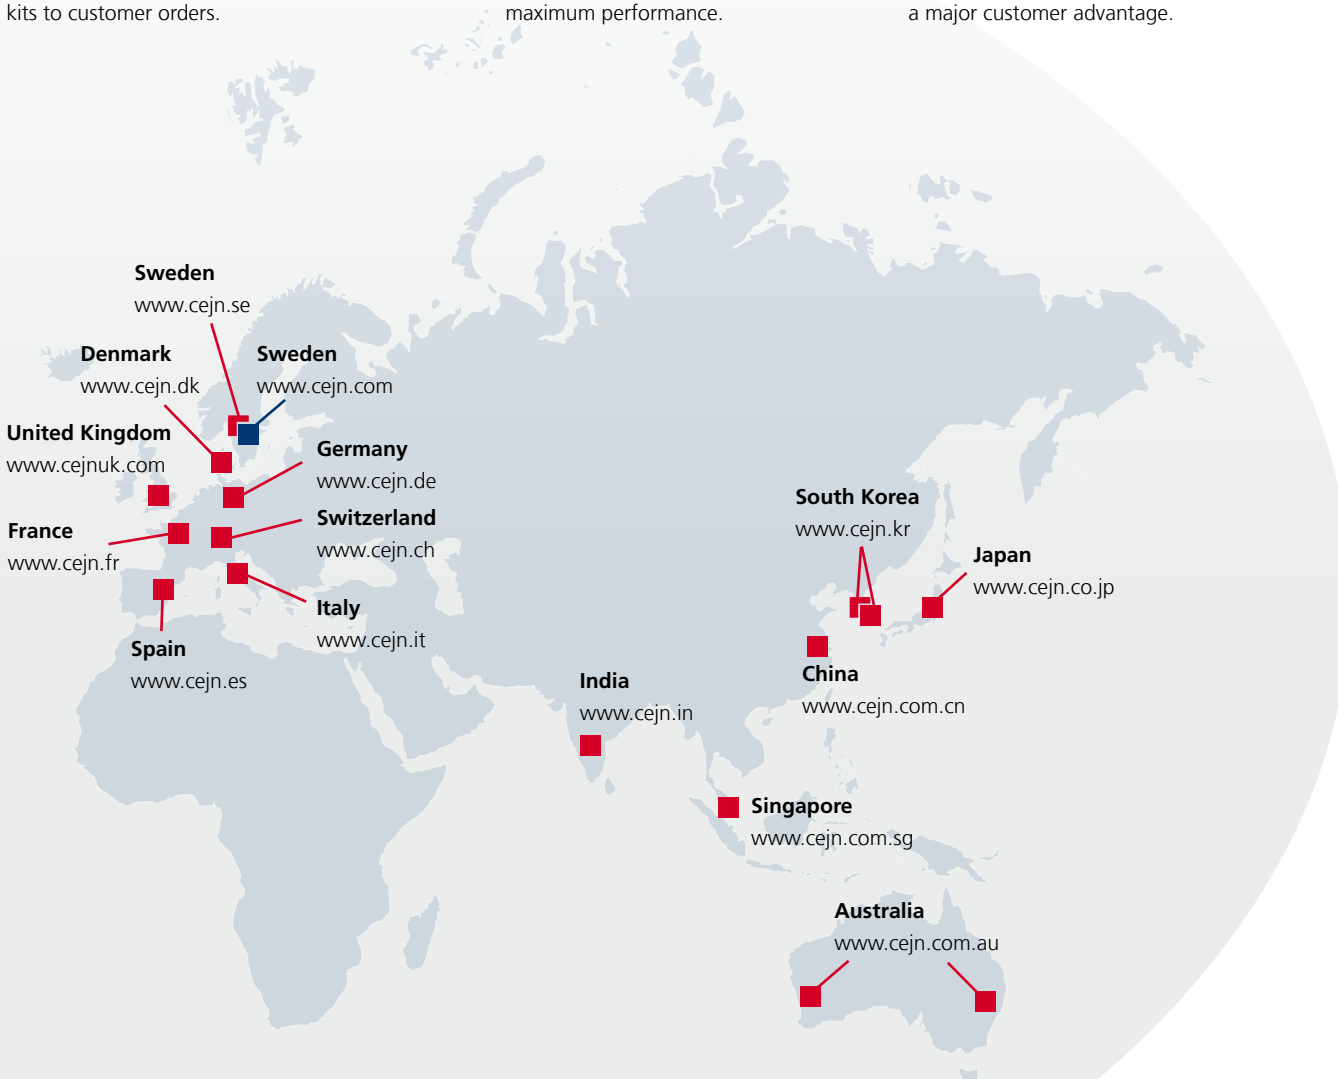 kits to customer orders.
maximum performance.
a major customer advantage.
Sweden
www.cejn.se
Denmark
www.cejn.dk
Sweden
www.cejn.com
United Kingdom
www.cejnuk.com
Germany
www.cejn.de
France
www.cejn.fr
Switzerland
www.cejn.ch
Italy
www.cejn.it
Spain
www.cejn.es
South Korea
www.cejn.kr
Japan
www.cejn.co.jp
China
www.cejn.com.cn
India
www.cejn.in
Singapore
www.cejn.com.sg
Australia
www.cejn.com.au